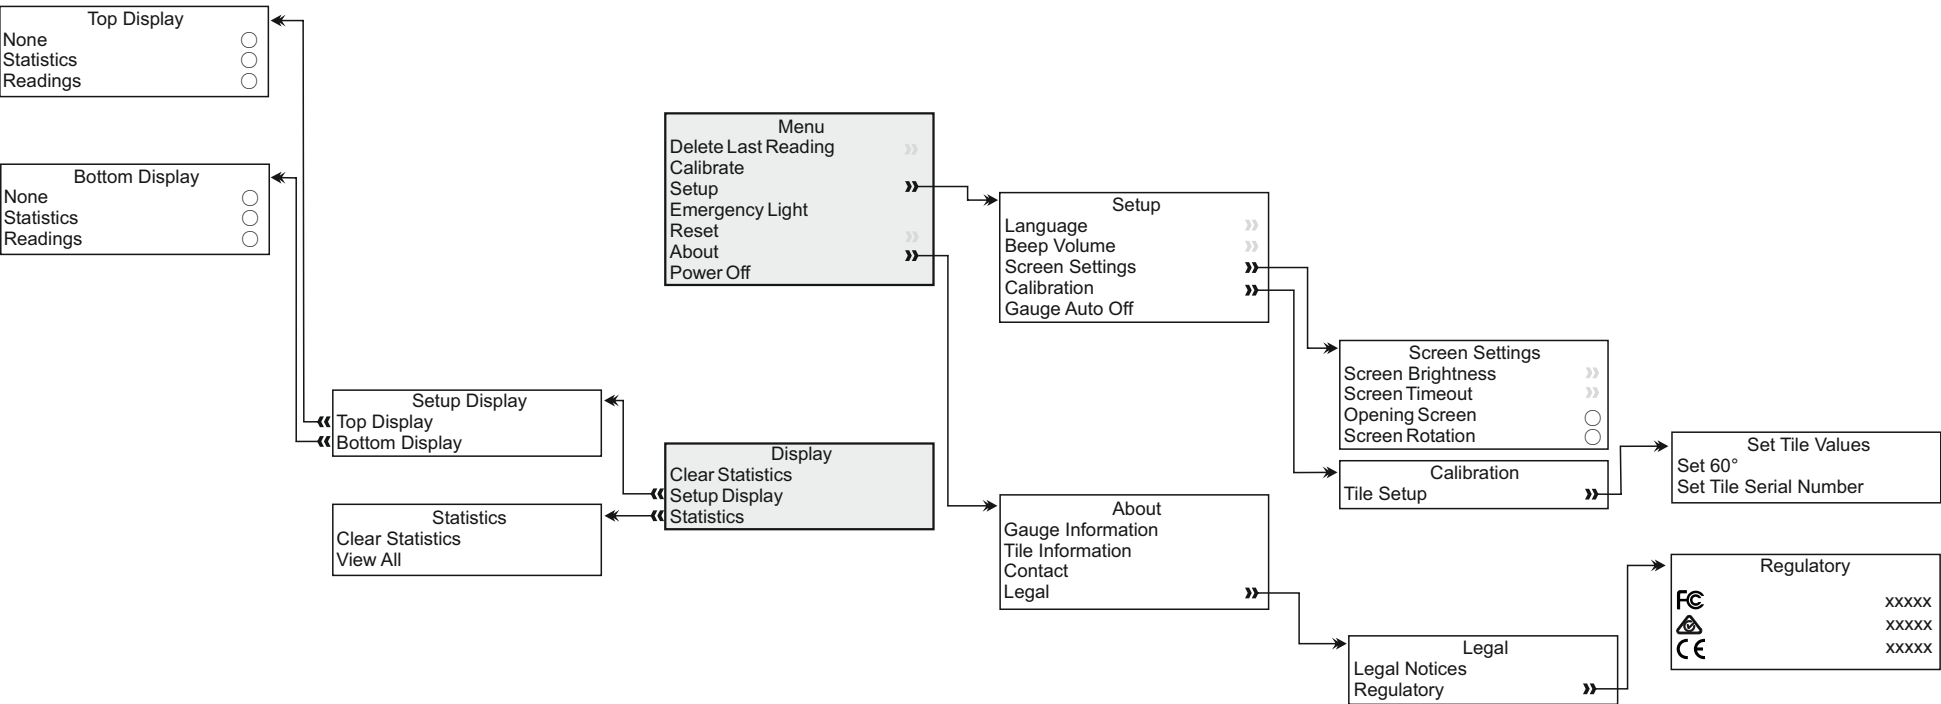 Top Display
None
Statistics
Readings
Bottom Display
None
Statistics
Readings
Menu
Delete Last Reading
Calibrate
Setup
Emergency Light
Reset
About
Power Off
Setup
Language
Beep Volume
Screen Settings
Calibration
Gauge Auto Off
Screen Settings
Screen Brightness
Screen Timeout
Opening Screen
Screen Rotation
Setup Display
Top Display
Bottom Display
Display
Clear Statistics
Setup Display
Statistics
Statistics
Clear Statistics
View All
Calibration
Tile Setup
Set Tile Values
Set 60°
Set Tile Serial Number
About
Gauge Information
Tile Information
Contact
Legal
Legal
Legal Notices
Regulatory
Regulatory
FC xxxxx
xxxxx
CE xxxxx